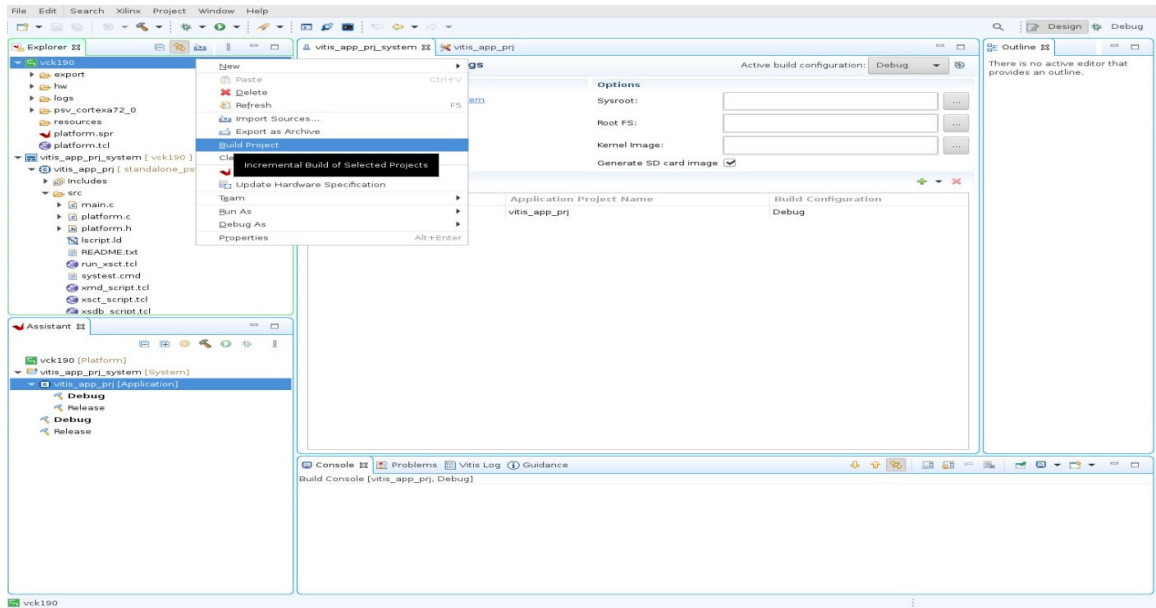 File Edit Search Xilinx Project Window Help
Design Debug
Explorer
vck190
export
hw
logs
psv_cortexa72_0
resources
platform.spr
platform.tcl
vitis_app_prj_system [ vck190 ]
vitis_app_prj [ standalone_ps
Includes
src
main.c
platform.c
platform.h
lscript.ld
README.txt
run_xsct.tcl
systest.cmd
xmd_script.tcl
xsct_script.tcl
xsdb_script.tcl
New
Paste Ctrl+V
Delete
Refresh F5
Import Sources...
Export as Archive
Build Project
Cle
Incremental Build of Selected Projects
Update Hardware Specification
Team
Run As
Debug As
Properties Alt+Enter
vitis_app_prj_system vitis_app_prj
gs
Active build configuration: Debug
em
Options
Sysroot: ...
Root FS: ...
Kernel Image: ...
Generate SD card image
Application Project Name Build Configuration
vitis_app_prj Debug
Outline
There is no active editor that
provides an outline.
Assistant
vck190 [Platform]
vitis_app_prj_system [System]
vitis_app_prj [Application]
Debug
Release
Debug
Release
Console Problems Vitis Log Guidance
Build Console [vitis_app_prj, Debug]
vck190